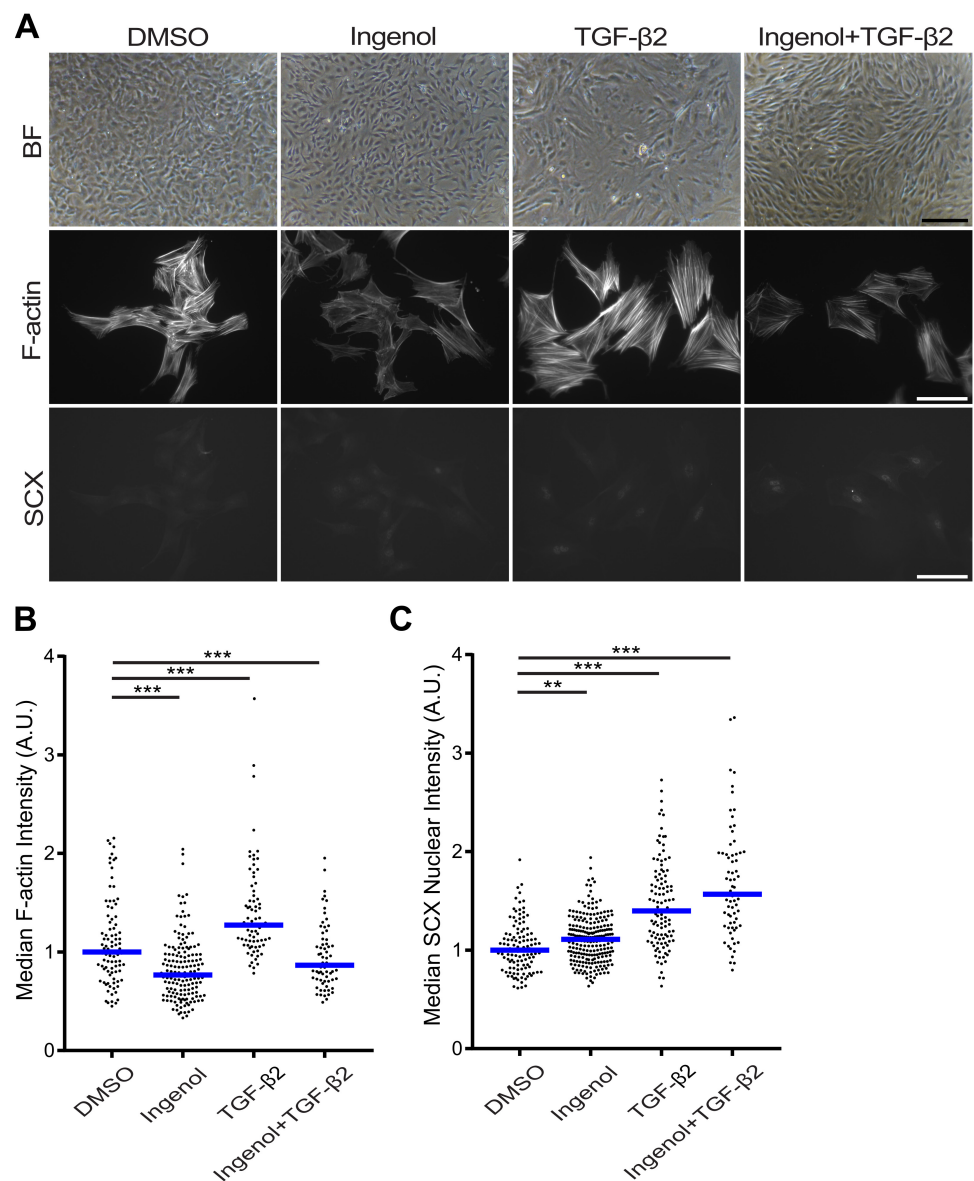 A
DMSO Ingenol TGF-β2 Ingenol+TGF-β2
BF
F-actin
SCX
B
Median F-actin Intensity (A.U.)
4
3
2
1
0
***
***
***
DMSO
Ingenol
TGF-β2
Ingenol+TGF-β2
C
Median SCX Nuclear Intensity (A.U.)
4
3
2
1
0
***
***
**
DMSO
Ingenol
TGF-β2
Ingenol+TGF-β2